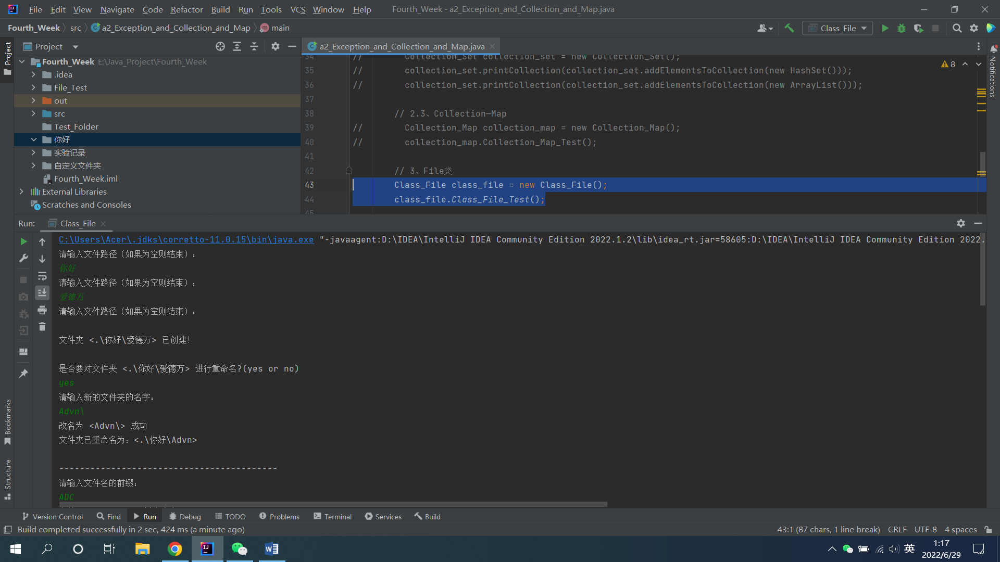 File Edit View Navigate Code Refactor Build Run Tools VCS Window Help Fourth_Week - a2_Exception_and_Collection_and_Map.java
Fourth_Week src a2_Exception_and_Collection_and_Map main Class_File
Project
Project
Fourth_Week E:\Java_Project\Fourth_Week
.idea
File_Test
out
src
Test_Folder
你好
实验记录
自定义文件夹
Fourth_Week.iml
External Libraries
Scratches and Consoles
a2_Exception_and_Collection_and_Map.java
8
Notifications
34 // Collection_Set collection_set = new Collection_Set();
35 // collection_set.printCollection(collection_set.addElementsToCollection(new HashSet()));
36 // collection_set.printCollection(collection_set.addElementsToCollection(new ArrayList()));
37
38 // 2.3、Collection—Map
39 // Collection_Map collection_map = new Collection_Map();
40 // collection_map.Collection_Map_Test();
41
42 // 3、File类
43 Class_File class_file = new Class_File();
44 class_file.Class_File_Test();
45
Run: Class_File
C:\Users\Acer\.jdks\corretto-11.0.15\bin\java.exe "-javaagent:D:\IDEA\IntelliJ IDEA Community Edition 2022.1.2\lib\idea_rt.jar=58605:D:\IDEA\IntelliJ IDEA Community Edition 2022.
请输入文件路径（如果为空则结束）：
你好
请输入文件路径（如果为空则结束）：
爱德万
请输入文件路径（如果为空则结束）：
文件夹 <.\你好\爱德万> 已创建！
是否要对文件夹 <.\你好\爱德万> 进行重命名?(yes or no)
yes
请输入新的文件夹的名字：
Advn\
改名为 <Advn\> 成功
文件夹已重命名为：<.\你好\Advn>
------------------------------------------
请输入文件名的前缀：
ADC
Bookmarks
Structure
Version Control Find Run Debug TODO Problems Terminal Services Build
Build completed successfully in 2 sec, 424 ms (a minute ago) 43:1 (87 chars, 1 line break) CRLF UTF-8 4 spaces
英 1:17
2022/6/29